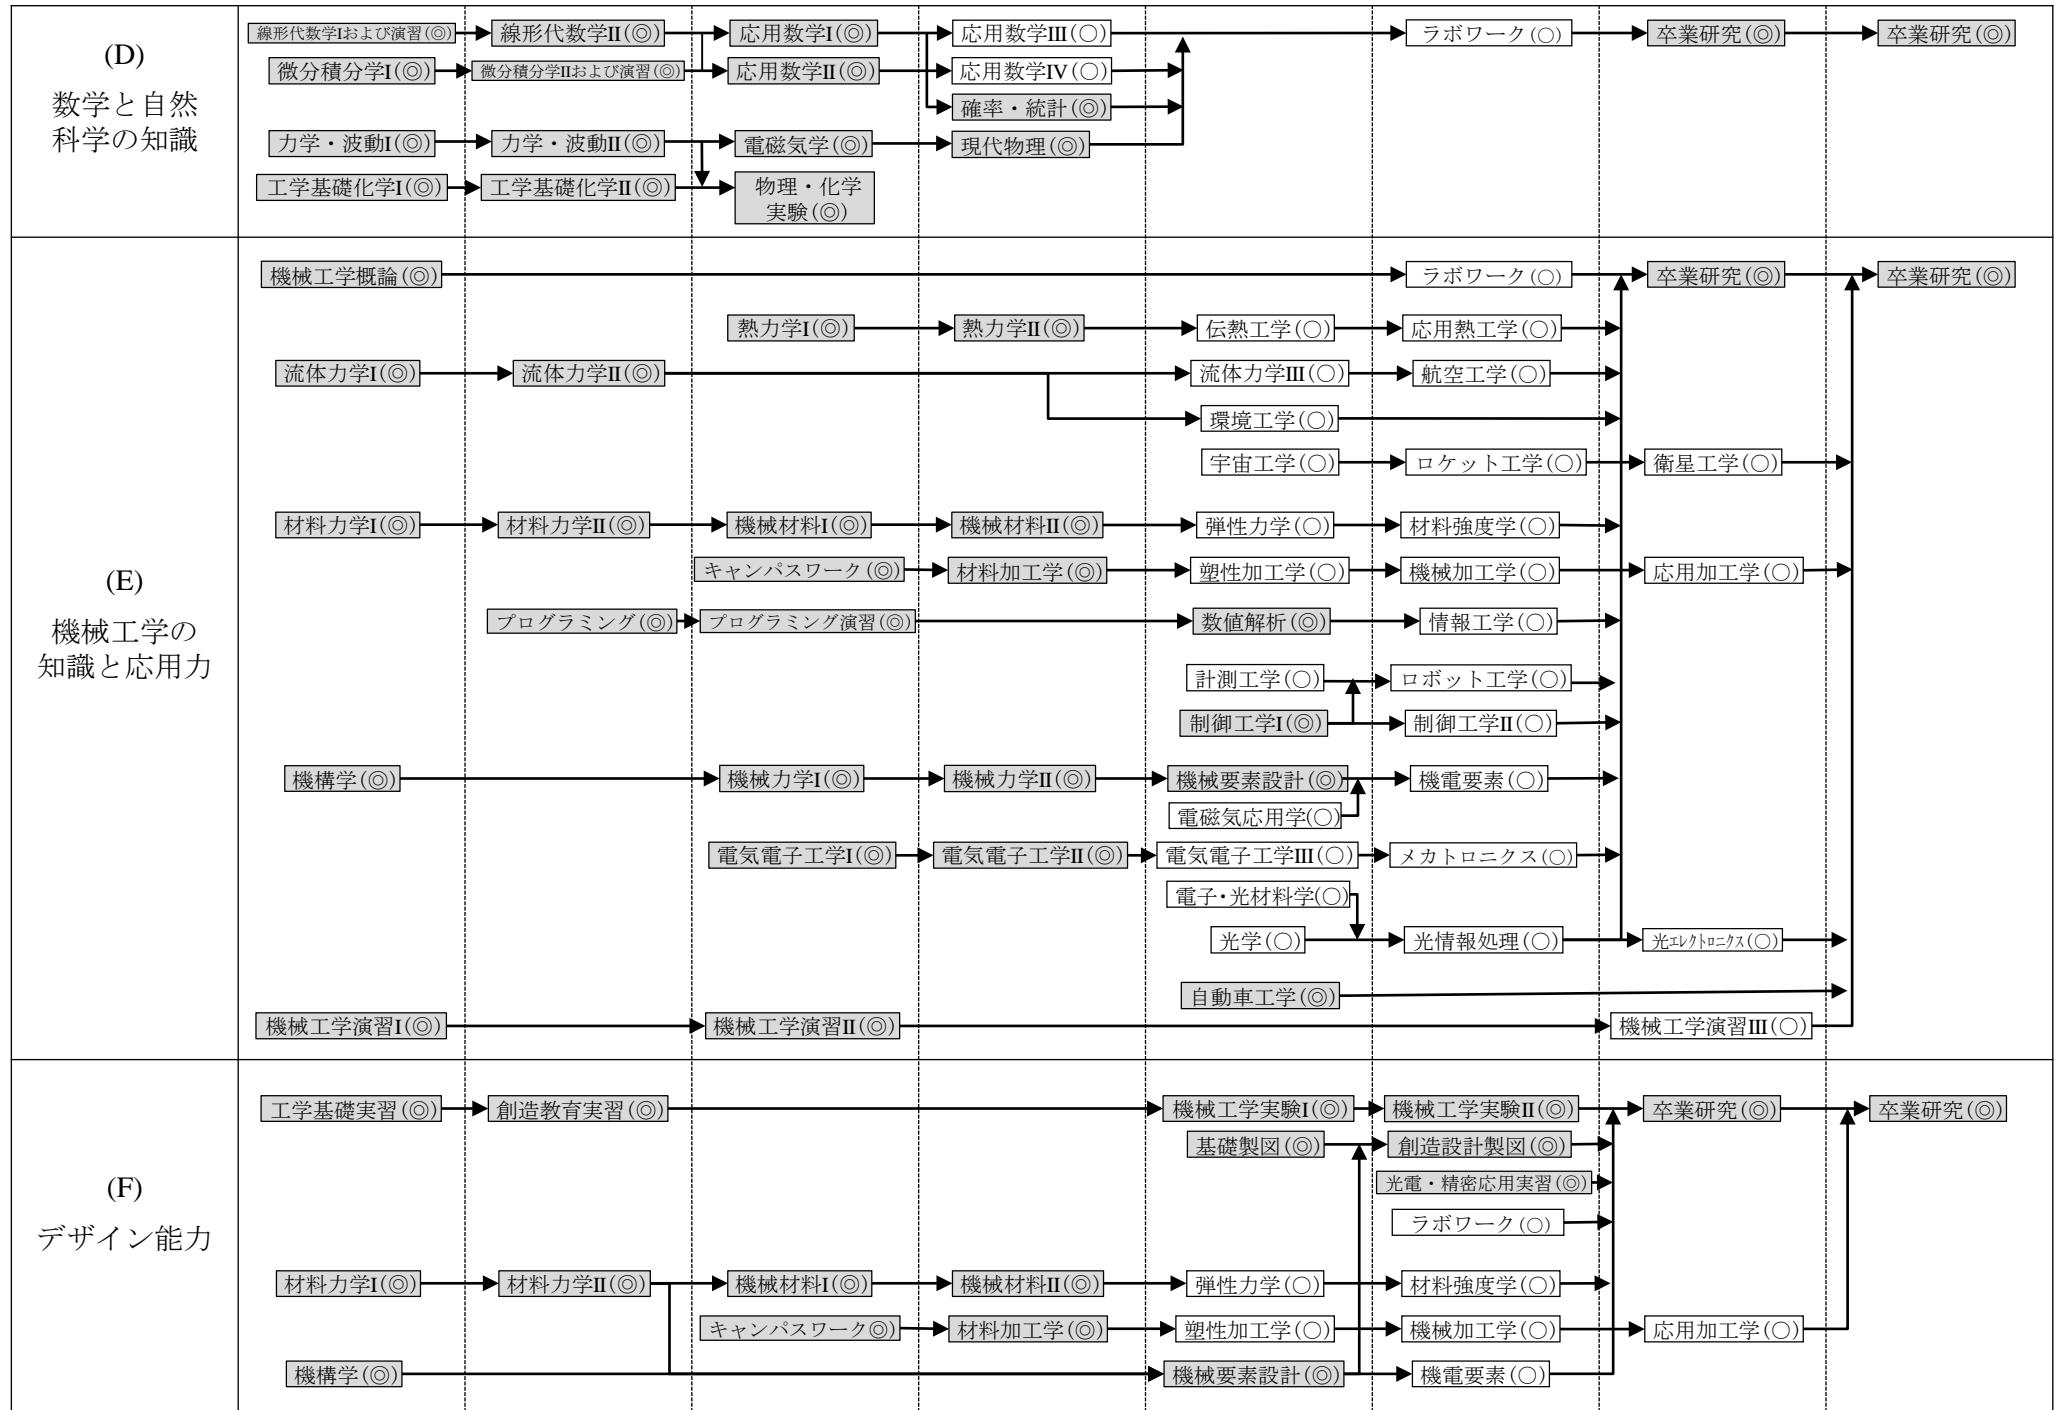 (D)
数学と自然
科学の知識
線形代数学Iおよび演習(◎)
線形代数学II(◎)
応用数学I(◎)
応用数学III(○)
ラボワーク(○)
卒業研究(◎)
卒業研究(◎)
微分積分学I(◎)
微分積分学IIおよび演習(◎)
応用数学II(◎)
応用数学IV(○)
確率・統計(◎)
力学・波動I(◎)
力学・波動II(◎)
電磁気学(◎)
現代物理(◎)
工学基礎化学I(◎)
工学基礎化学II(◎)
物理・化学
実験(◎)
(E)
機械工学の
知識と応用力
機械工学概論(◎)
ラボワーク(○)
卒業研究(◎)
卒業研究(◎)
熱力学I(◎)
熱力学II(◎)
伝熱工学(○)
応用熱工学(○)
流体力学I(◎)
流体力学II(◎)
流体力学III(○)
航空工学(○)
環境工学(○)
宇宙工学(○)
ロケット工学(○)
衛星工学(○)
材料力学I(◎)
材料力学II(◎)
機械材料I(◎)
機械材料II(◎)
弾性力学(○)
材料強度学(○)
キャンパスワーク(◎)
材料加工学(◎)
塑性加工学(○)
機械加工学(○)
応用加工学(○)
プログラミング(◎)
プログラミング演習(◎)
数値解析(◎)
情報工学(○)
計測工学(○)
ロボット工学(○)
制御工学I(◎)
制御工学II(○)
機構学(◎)
機械力学I(◎)
機械力学II(◎)
機械要素設計(◎)
機電要素(○)
電磁気応用学(○)
電気電子工学I(◎)
電気電子工学II(◎)
電気電子工学III(○)
メカトロニクス(○)
電子・光材料学(○)
光学(○)
光情報処理(○)
光エレクトロニクス(○)
自動車工学(◎)
機械工学演習I(◎)
機械工学演習II(◎)
機械工学演習III(○)
(F)
デザイン能力
工学基礎実習(◎)
創造教育実習(◎)
機械工学実験I(◎)
機械工学実験II(◎)
卒業研究(◎)
卒業研究(◎)
基礎製図(◎)
創造設計製図(◎)
光電・精密応用実習(◎)
ラボワーク(○)
材料力学I(◎)
材料力学II(◎)
機械材料I(◎)
機械材料II(◎)
弾性力学(○)
材料強度学(○)
キャンパスワーク◎)
材料加工学(◎)
塑性加工学(○)
機械加工学(○)
応用加工学(○)
機構学(◎)
機械要素設計(◎)
機電要素(○)